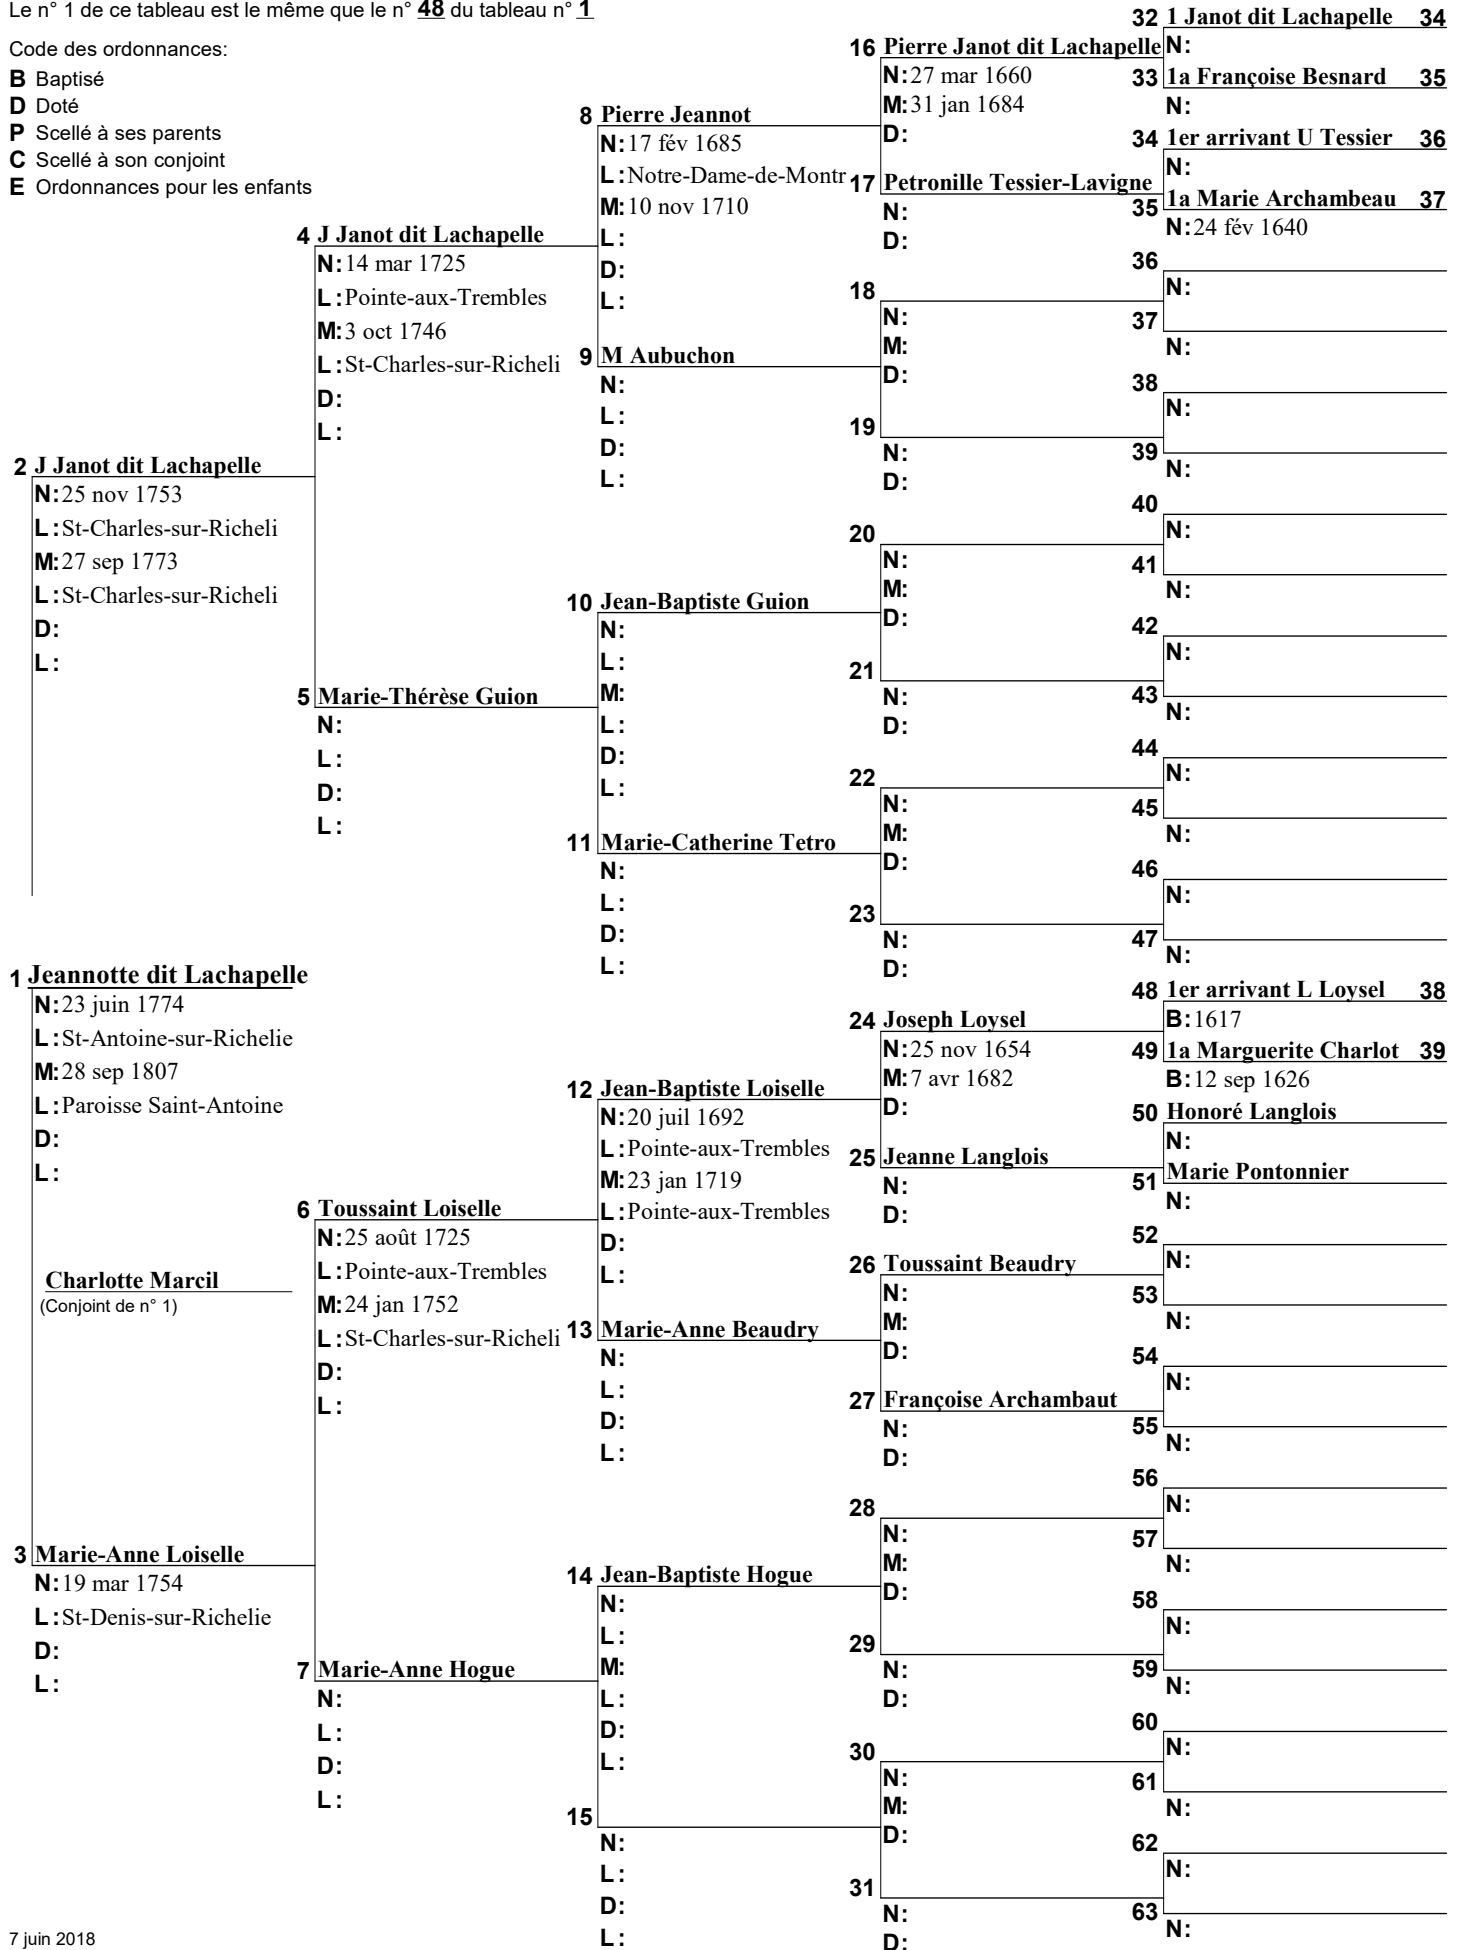 Le n° 1 de ce tableau est le même que le n° 48 du tableau n° 1
Code des ordonnances:
B Baptisé
D Doté
P Scellé à ses parents
C Scellé à son conjoint
E Ordonnances pour les enfants
2 J Janot dit Lachapelle
N: 25 nov 1753
L: St-Charles-sur-Richeli
M: 27 sep 1773
L: St-Charles-sur-Richeli
D:
L:
1 Jeannotte dit Lachapelle
N: 23 juin 1774
L: St-Antoine-sur-Richelie
M: 28 sep 1807
L: Paroisse Saint-Antoine
D:
L:
Charlotte Marcil
(Conjoint de n° 1)
3 Marie-Anne Loiselle
N: 19 mar 1754
L: St-Denis-sur-Richelie
D:
L:
4 J Janot dit Lachapelle
N: 14 mar 1725
L: Pointe-aux-Trembles
M: 3 oct 1746
L: St-Charles-sur-Richeli
D:
L:
5 Marie-Thérèse Guion
N:
L:
D:
L:
6 Toussaint Loiselle
N: 25 août 1725
L: Pointe-aux-Trembles
M: 24 jan 1752
L: St-Charles-sur-Richeli
D:
L:
7 Marie-Anne Hogue
N:
L:
D:
L:
8 Pierre Jeannot
N: 17 fév 1685
L: Notre-Dame-de-Montr
M: 10 nov 1710
L:
D:
L:
9 M Aubuchon
N:
L:
D:
L:
10 Jean-Baptiste Guion
N:
L:
M:
L:
D:
L:
11 Marie-Catherine Tetro
N:
L:
D:
L:
12 Jean-Baptiste Loiselle
N: 20 juil 1692
L: Pointe-aux-Trembles
M: 23 jan 1719
L: Pointe-aux-Trembles
D:
L:
13 Marie-Anne Beaudry
N:
L:
D:
L:
14 Jean-Baptiste Hogue
N:
L:
M:
L:
D:
L:
15
N:
L:
D:
L:
16 Pierre Janot dit Lachapelle
N: 27 mar 1660
M: 31 jan 1684
D:
17 Petronille Tessier-Lavigne
N:
D:
18
N:
M:
D:
19
N:
D:
20
N:
M:
D:
21
N:
D:
22
N:
M:
D:
23
N:
D:
24 Joseph Loysel
N: 25 nov 1654
M: 7 avr 1682
D:
25 Jeanne Langlois
N:
D:
26 Toussaint Beaudry
N:
M:
D:
27 Françoise Archambaut
N:
D:
28
N:
M:
D:
29
N:
D:
30
N:
M:
D:
31
N:
D:
32 1 Janot dit Lachapelle 34
N:
33 1a Françoise Besnard 35
N:
34 1er arrivant U Tessier 36
N:
35 1a Marie Archambeau 37
N: 24 fév 1640
36
N:
37
N:
38
N:
39
N:
40
N:
41
N:
42
N:
43
N:
44
N:
45
N:
46
N:
47
N:
48 1er arrivant L Loysel 38
B: 1617
49 1a Marguerite Charlot 39
B: 12 sep 1626
50 Honoré Langlois
N:
51 Marie Pontonnier
N:
52
N:
53
N:
54
N:
55
N:
56
N:
57
N:
58
N:
59
N:
60
N:
61
N:
62
N:
63
N:
7 juin 2018